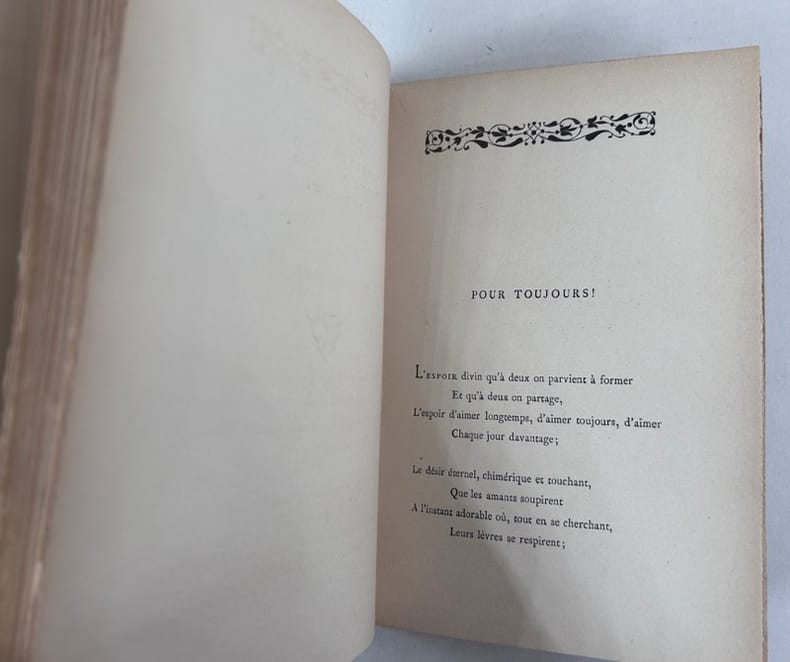 POUR TOUJOURS!
L'ESPOIR divin qu'à deux on parvient à former
Et qu'à deux on partage,
L'espoir d'aimer longtemps, d'aimer toujours, d'aimer
Chaque jour davantage;
Le désir éternel, chimérique et touchant,
Que les amants soupirent
A l'instant adorable où, tout en se cherchant,
Leurs lèvres se respirent;